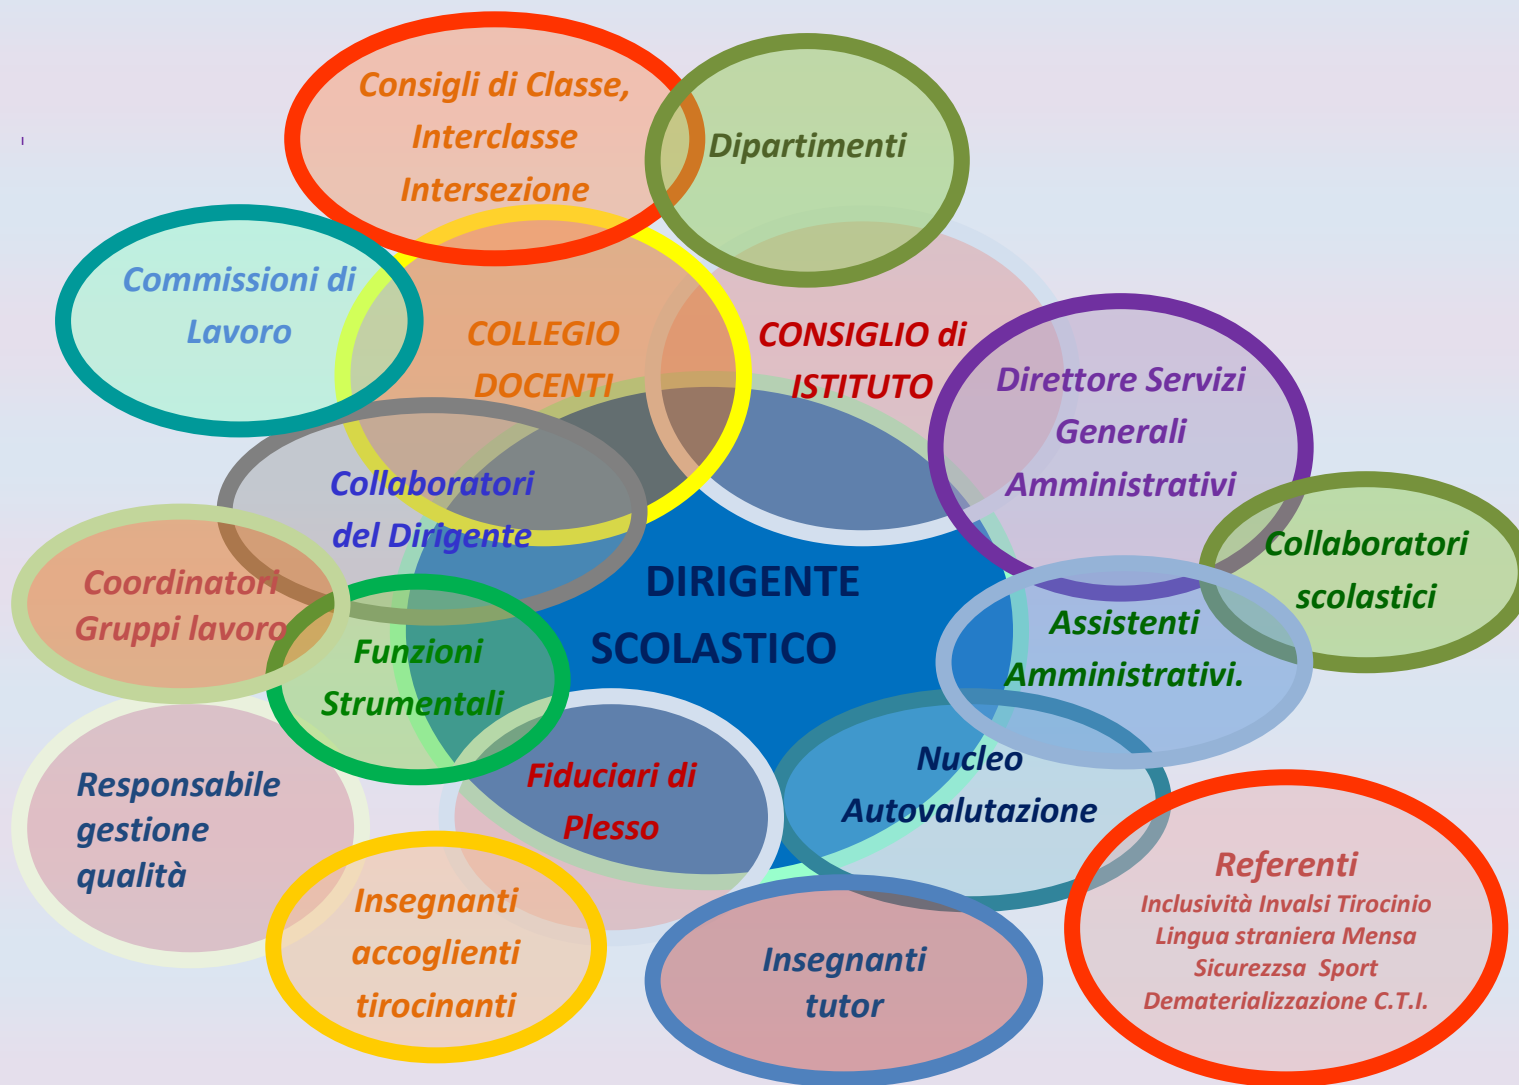 Consigli di Classe,
Interclasse
Intersezione
Dipartimenti
Commissioni di
Lavoro
COLLEGIO
DOCENTI
CONSIGLIO di
ISTITUTO
Direttore Servizi
Generali
Amministrativi
Collaboratori
del Dirigente
Collaboratori
scolastici
Coordinatori
Gruppi lavoro
DIRIGENTE
SCOLASTICO
Assistenti
Amministrativi.
Funzioni
Strumentali
Responsabile
gestione
qualità
Fiduciari di
Plesso
Nucleo
Autovalutazione
Referenti
Inclusività Invalsi Tirocinio
Lingua straniera Mensa
Sicurezzsa  Sport
Dematerializzazione C.T.I.
Insegnanti
accoglienti
tirocinanti
Insegnanti
tutor